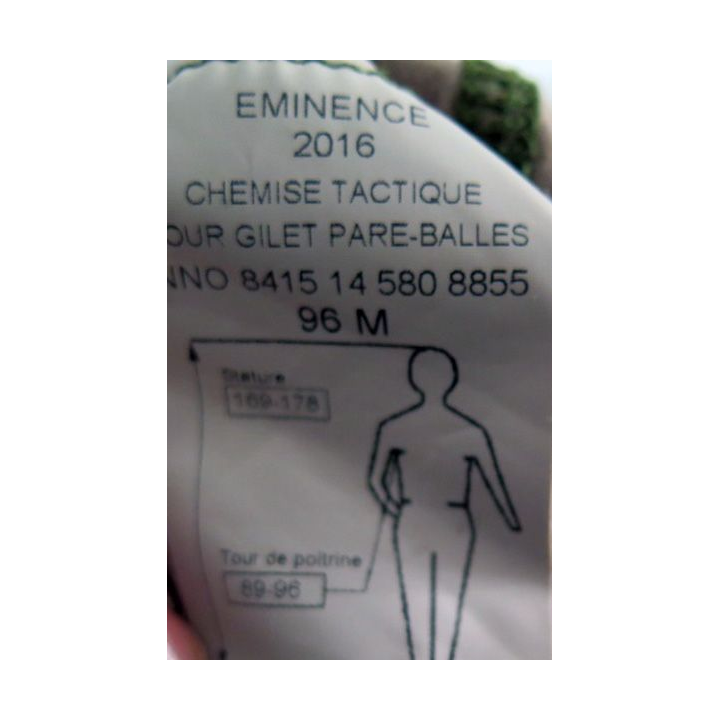 EMINENCE
2016
CHEMISE TACTIQUE
OUR GILET PARE-BALLES
NNO 8415 14 580 8855
96 M
Stature
169-178
Tour de poitrine
89-96